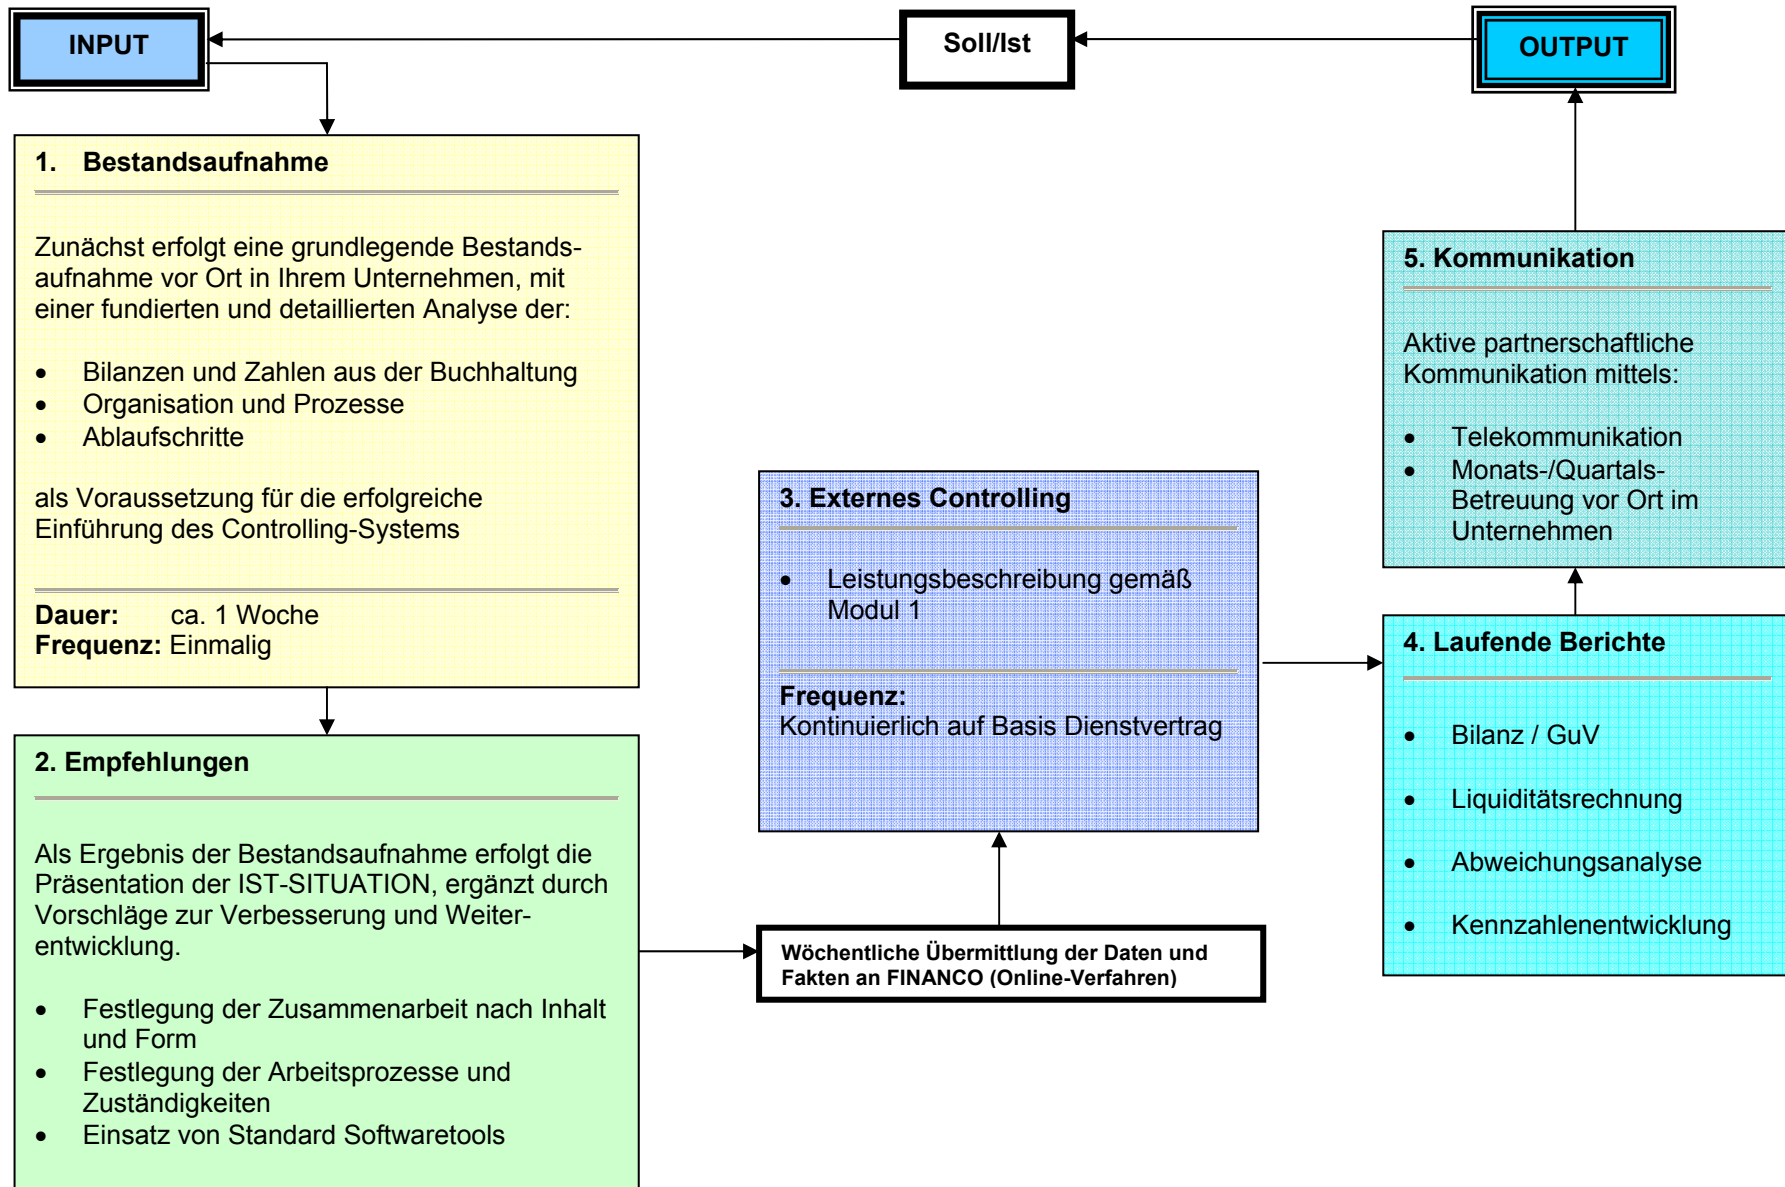 INPUT
Soll/Ist
OUTPUT
1. Bestandsaufnahme
Zunächst erfolgt eine grundlegende Bestands-
aufnahme vor Ort in Ihrem Unternehmen, mit
einer fundierten und detaillierten Analyse der:
• Bilanzen und Zahlen aus der Buchhaltung
• Organisation und Prozesse
• Ablaufschritte
als Voraussetzung für die erfolgreiche
Einführung des Controlling-Systems
Dauer: ca. 1 Woche
Frequenz: Einmalig
2. Empfehlungen
Als Ergebnis der Bestandsaufnahme erfolgt die
Präsentation der IST-SITUATION, ergänzt durch
Vorschläge zur Verbesserung und Weiter-
entwicklung.
• Festlegung der Zusammenarbeit nach Inhalt
und Form
• Festlegung der Arbeitsprozesse und
Zuständigkeiten
• Einsatz von Standard Softwaretools
Wöchentliche Übermittlung der Daten und
Fakten an FINANCO (Online-Verfahren)
3. Externes Controlling
• Leistungsbeschreibung gemäß
Modul 1
Frequenz:
Kontinuierlich auf Basis Dienstvertrag
4. Laufende Berichte
• Bilanz / GuV
• Liquiditätsrechnung
• Abweichungsanalyse
• Kennzahlenentwicklung
5. Kommunikation
Aktive partnerschaftliche
Kommunikation mittels:
• Telekommunikation
• Monats-/Quartals-
Betreuung vor Ort im
Unternehmen